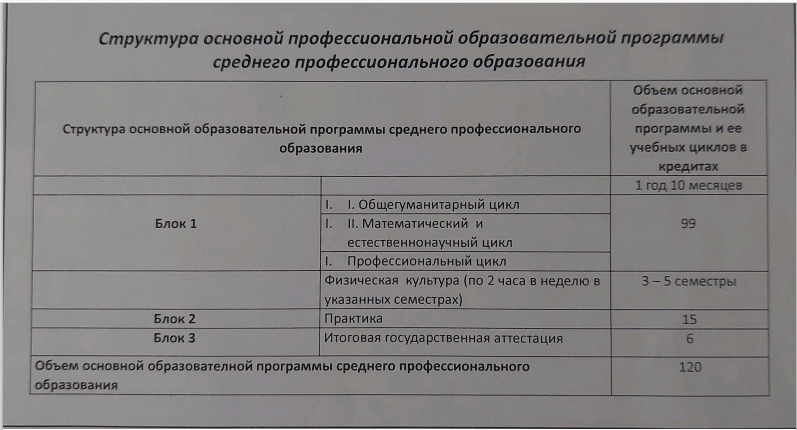 Структура основной профессиональной образовательной программы
среднего профессионального образования
Структура основной образовательной программы среднего профессионального
образования
Объем основной
образовательной
программы и ее
учебных циклов в
кредитах
1 год 10 месяцев
Блок 1
I. I. Общегуманитарный цикл
I. II. Математический и
естественнонаучный цикл
I. Профессиональный цикл
99
Физическая культура (по 2 часа в неделю в
указанных семестрах)
3 – 5 семестры
Блок 2 Практика 15
Блок 3 Итоговая государственная аттестация 6
Объем основной образователной программы среднего профессионального
образования
120